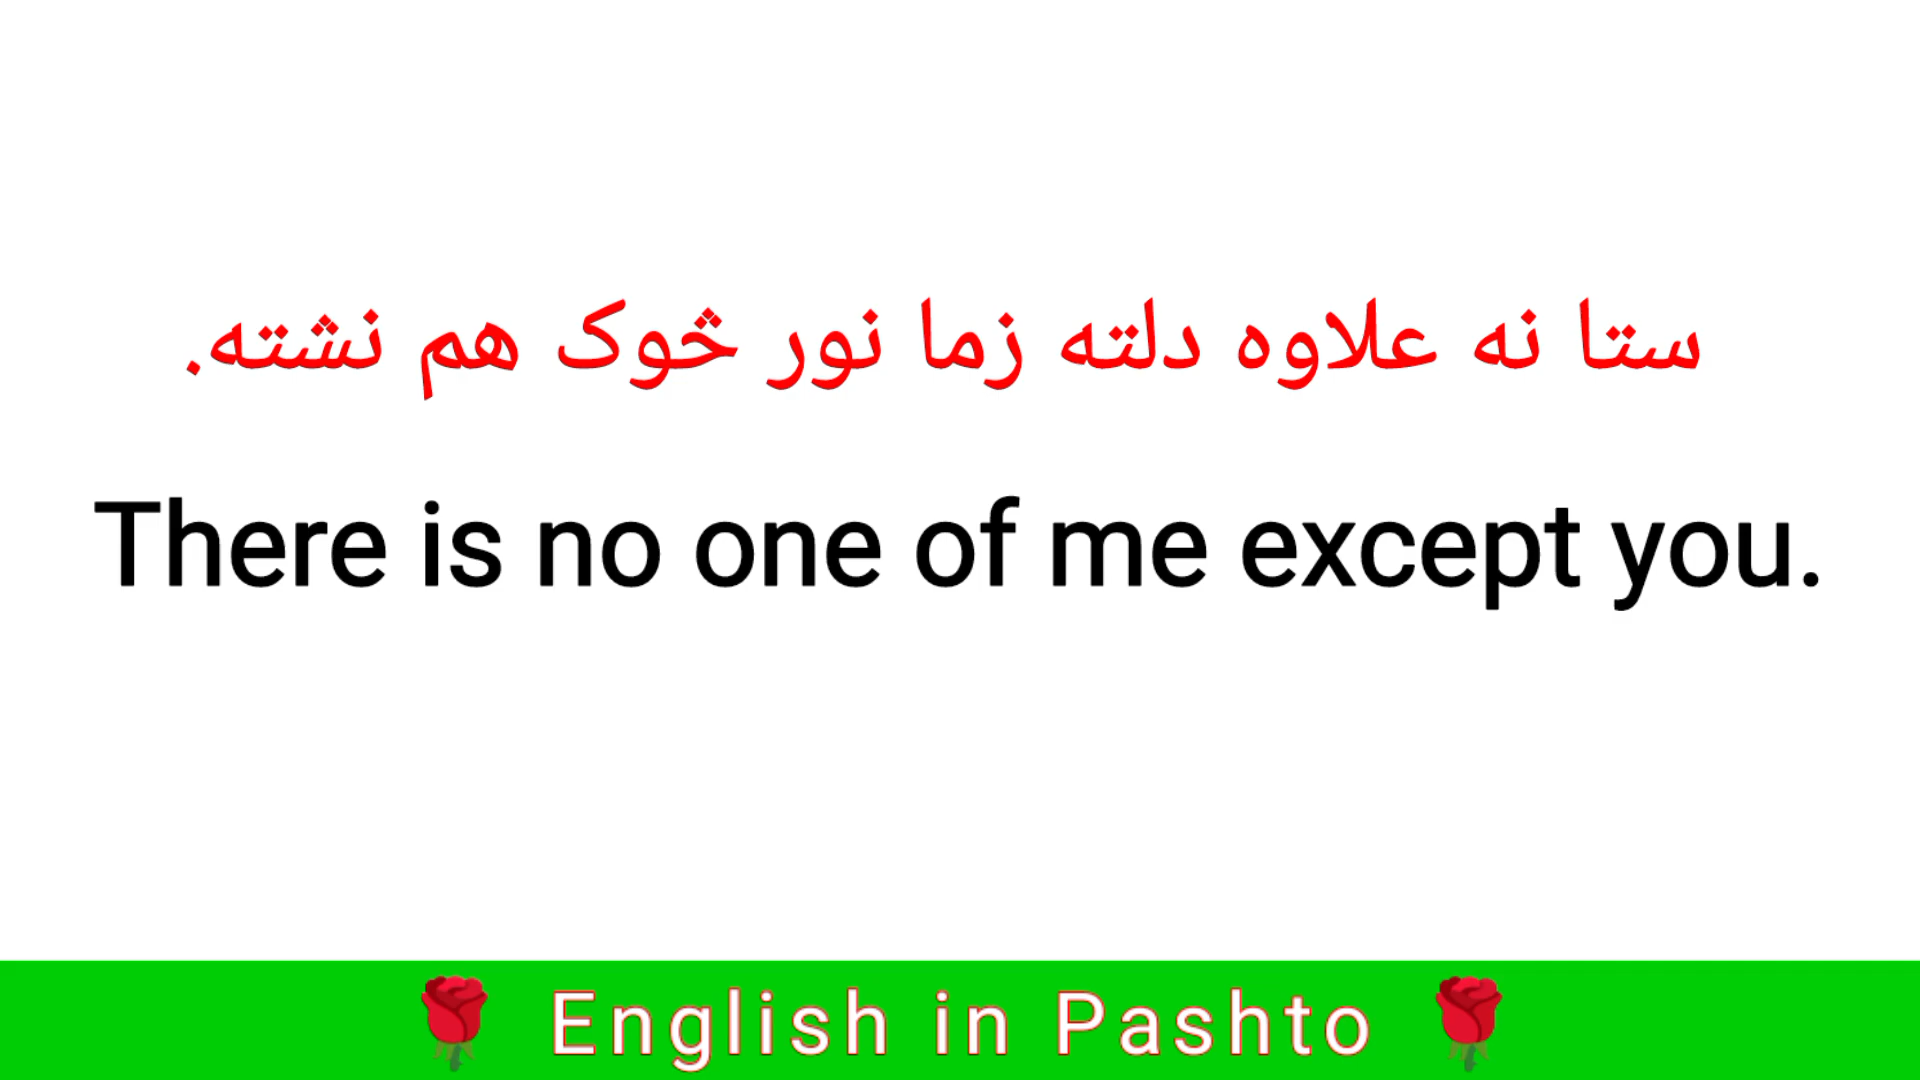 ستا نه علاوه دلته زما نور څوک هم نشته.
There is no one of me except you.
English in Pashto